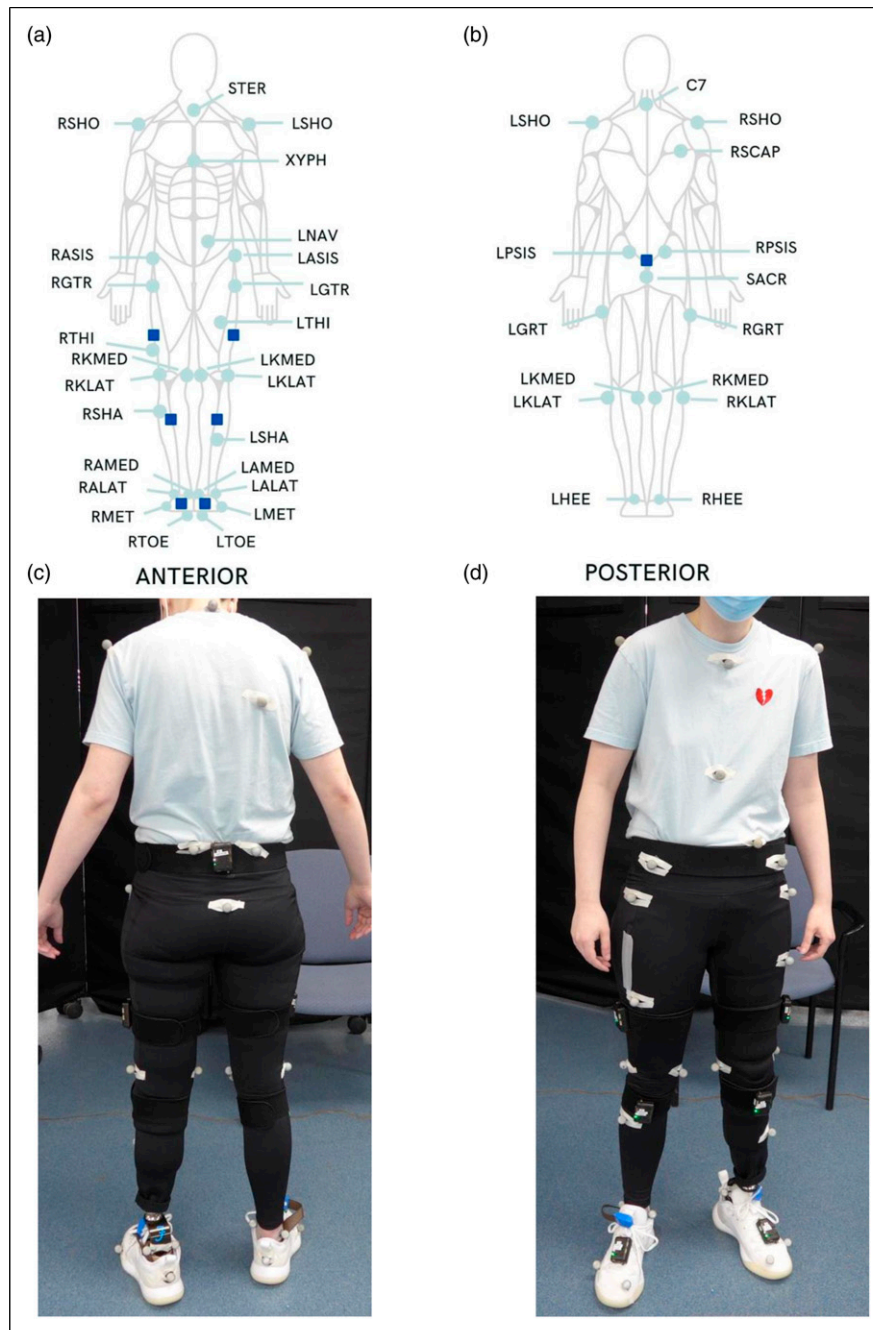 (a)
STER
RSHO
LSHO
XYPH
LNAV
RASIS
LASIS
RGTR
LGTR
LTHI
RTHI
RKMED
LKMED
RKLAT
LKLAT
RSHA
LSHA
RAMED
LAMED
RALAT
LALAT
RMET
LMET
RTOE
LTOE
(b)
C7
LSHO
RSHO
RSCAP
LPSIS
RPSIS
SACR
LGRT
RGRT
LKMED
RKMED
LKLAT
RKLAT
LHEE
RHEE
(c)
ANTERIOR
(d)
POSTERIOR